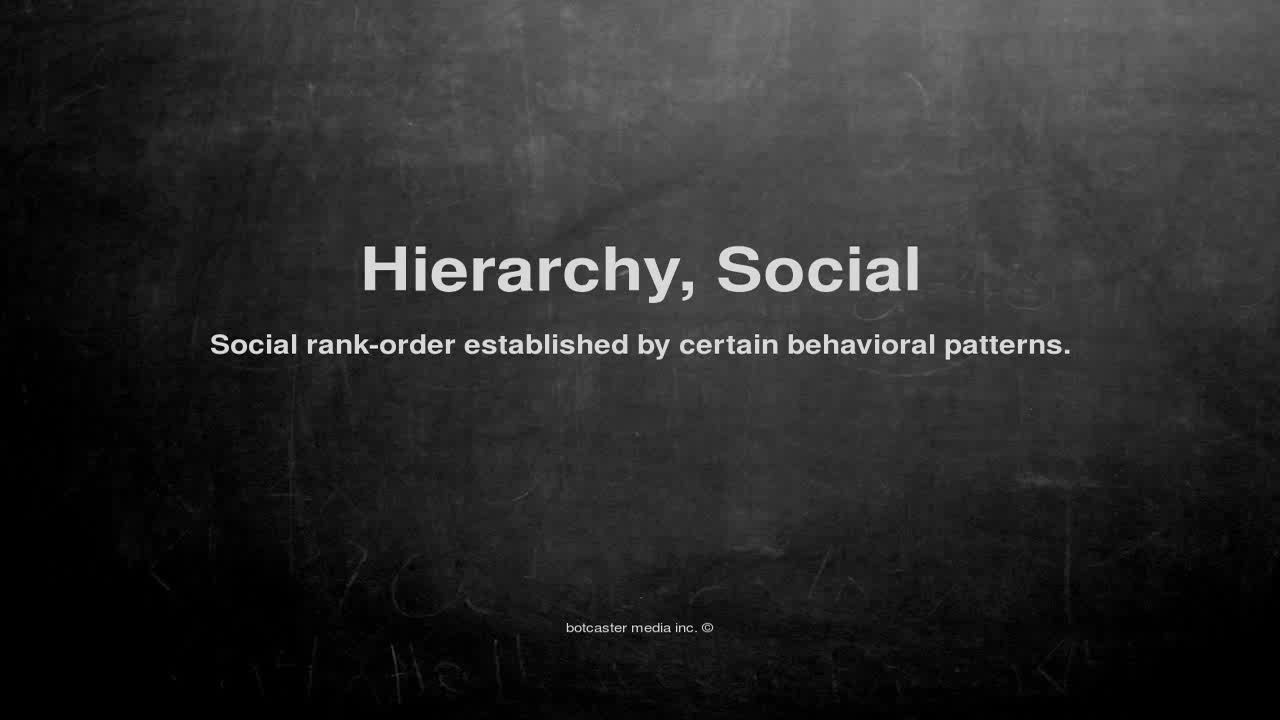 Hierarchy, Social
Social rank-order established by certain behavioral patterns.
botcaster media inc. ©